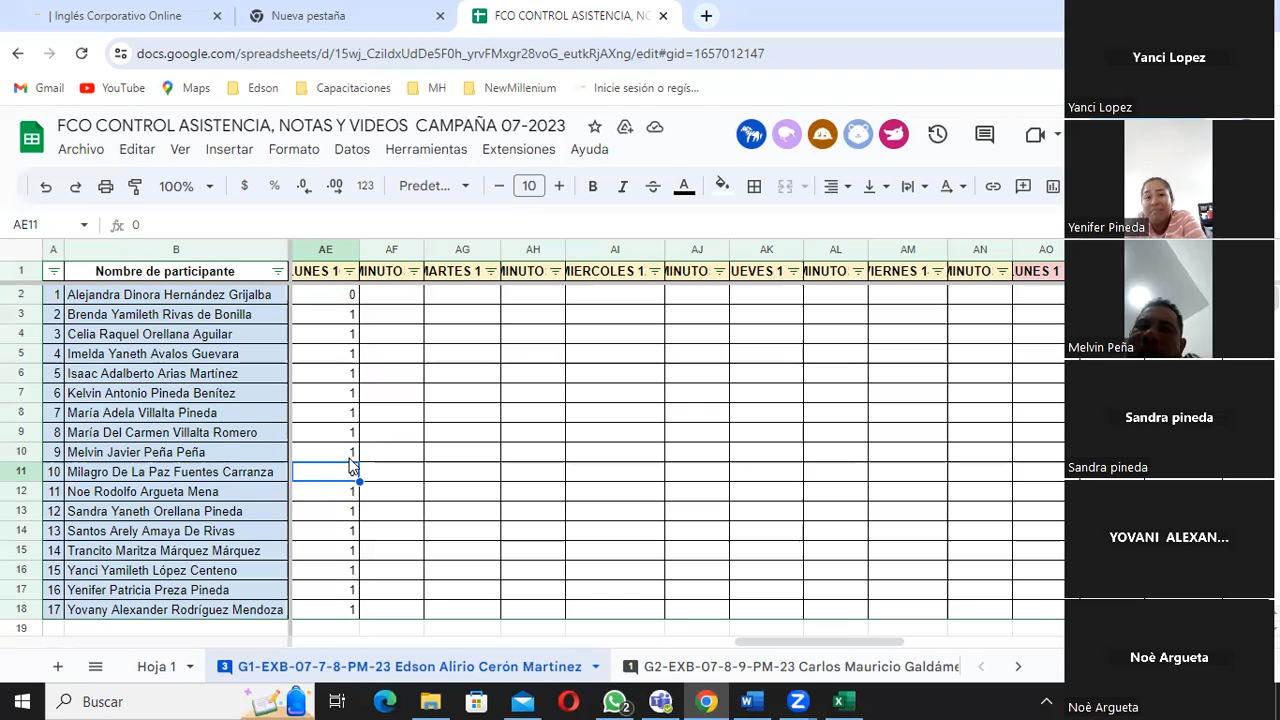 | Inglés Corporativo Online
Nueva pestaña
FCO CONTROL ASISTENCIA, NO
docs.google.com/spreadsheets/d/15wj_CzildxUdDe5F0h_yrvFMxgr28voG_eutkRjAXng/edit#gid=1657012147
Gmail YouTube Maps Edson Capacitaciones MH NewMillenium Inicie sesión o regís...
FCO CONTROL ASISTENCIA, NOTAS Y VIDEOS CAMPAÑA 07-2023
Archivo Editar Ver Insertar Formato Datos Herramientas Extensiones Ayuda
100% $ % .0 .00 123 Predet... 10 B I A
AE11 fx 0
A B AE AF AG AH AI AJ AK AL AM AN AO
1 Nombre de participante LUNES 1 MINUTO MARTES 1 MINUTO MIERCOLES 1 MINUTO UEVES 1 MINUTO VIERNES 1 MINUTO LUNES 1
2 1 Alejandra Dinora Hernández Grijalba 0
3 2 Brenda Yamileth Rivas de Bonilla 1
4 3 Celia Raquel Orellana Aguilar 1
5 4 Imelda Yaneth Avalos Guevara 1
6 5 Isaac Adalberto Arias Martínez 1
7 6 Kelvin Antonio Pineda Benítez 1
8 7 María Adela Villalta Pineda 1
9 8 María Del Carmen Villalta Romero 1
10 9 Melvin Javier Peña Peña 1
11 10 Milagro De La Paz Fuentes Carranza
12 11 Noe Rodolfo Argueta Mena 1
13 12 Sandra Yaneth Orellana Pineda 1
14 13 Santos Arely Amaya De Rivas 1
15 14 Trancito Maritza Márquez Márquez 1
16 15 Yanci Yamileth López Centeno 1
17 16 Yenifer Patricia Preza Pineda 1
18 17 Yovany Alexander Rodríguez Mendoza 1
19
Hoja 1 3 G1-EXB-07-7-8-PM-23 Edson Alirio Cerón Martínez 1 G2-EXB-07-8-9-PM-23 Carlos Mauricio Galdáme
Buscar 2
Yanci Lopez
Yanci Lopez
Yenifer Pineda
Melvin Peña
Sandra pineda
Sandra pineda
YOVANI ALEXAN...
Noè Argueta
Noè Argueta